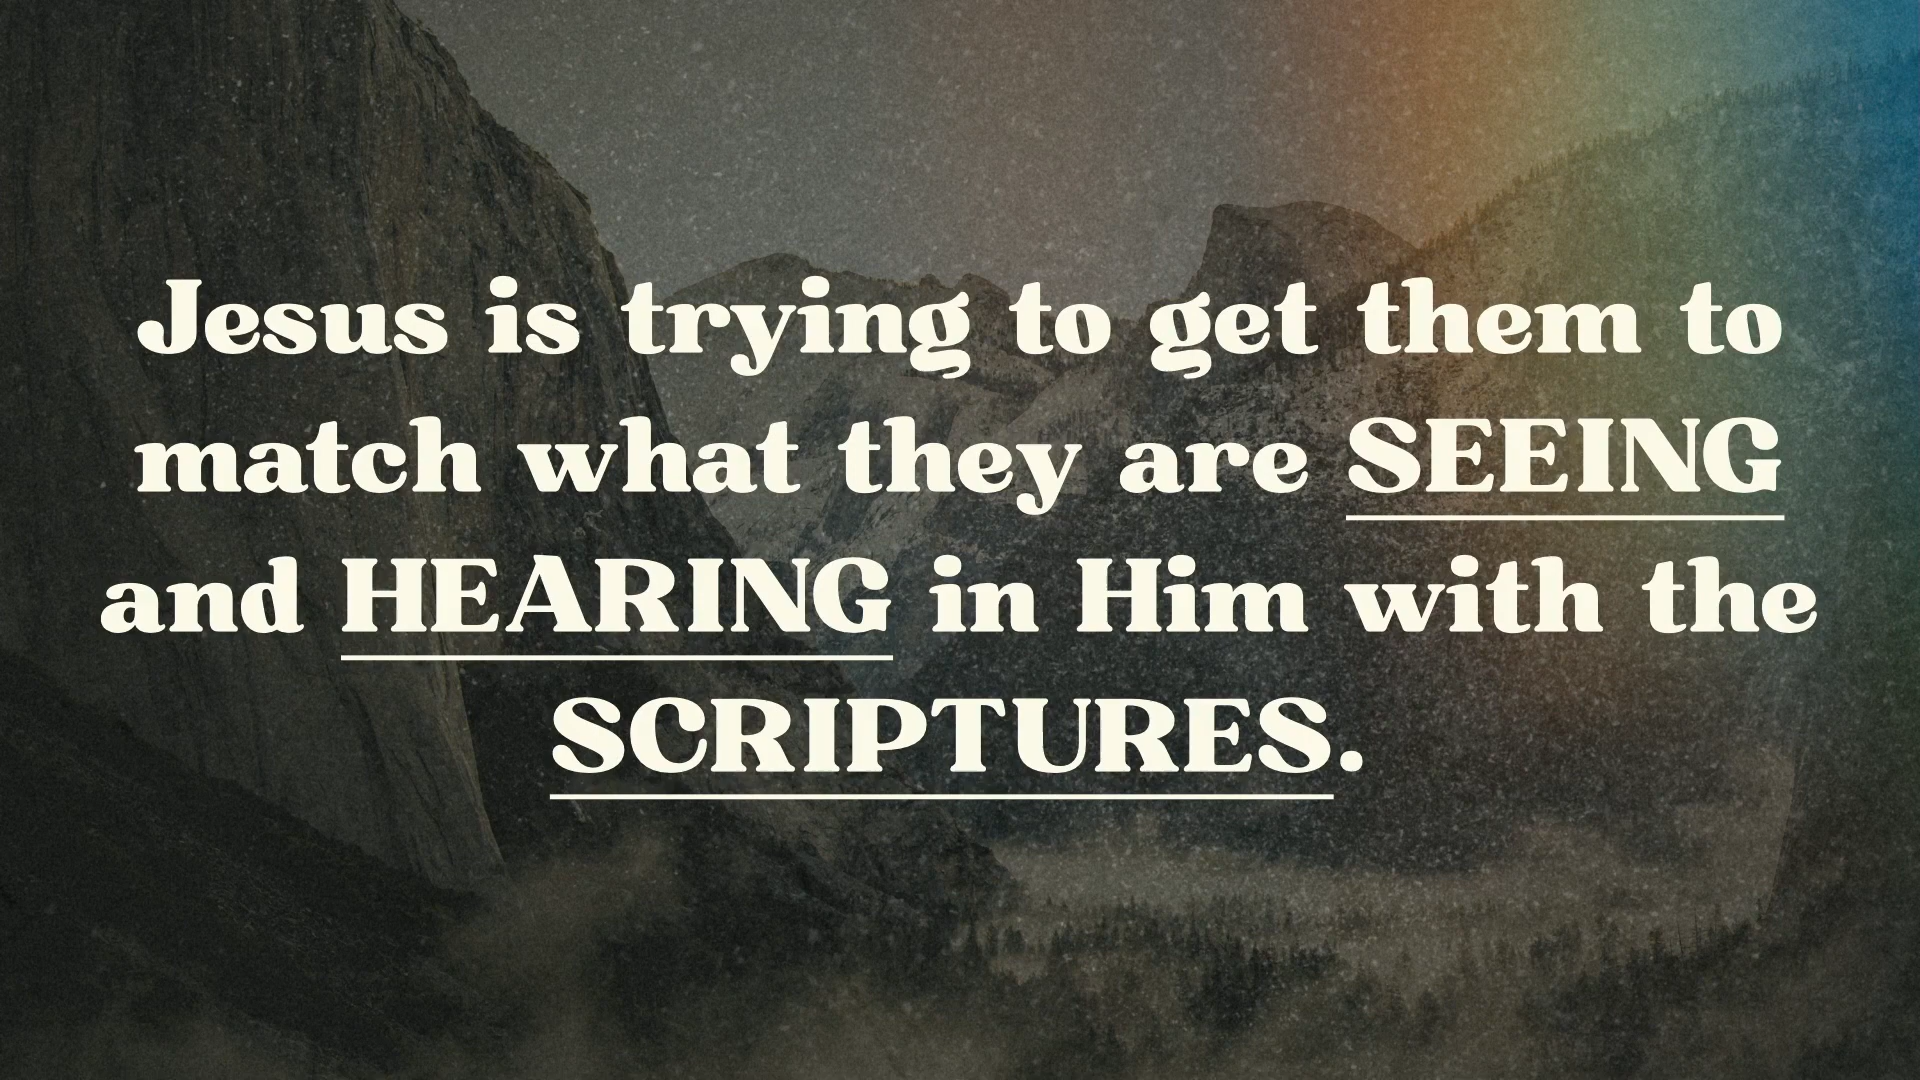 Jesus is trying to get them to
match what they are SEEING
and HEARING in Him with the
SCRIPTURES.